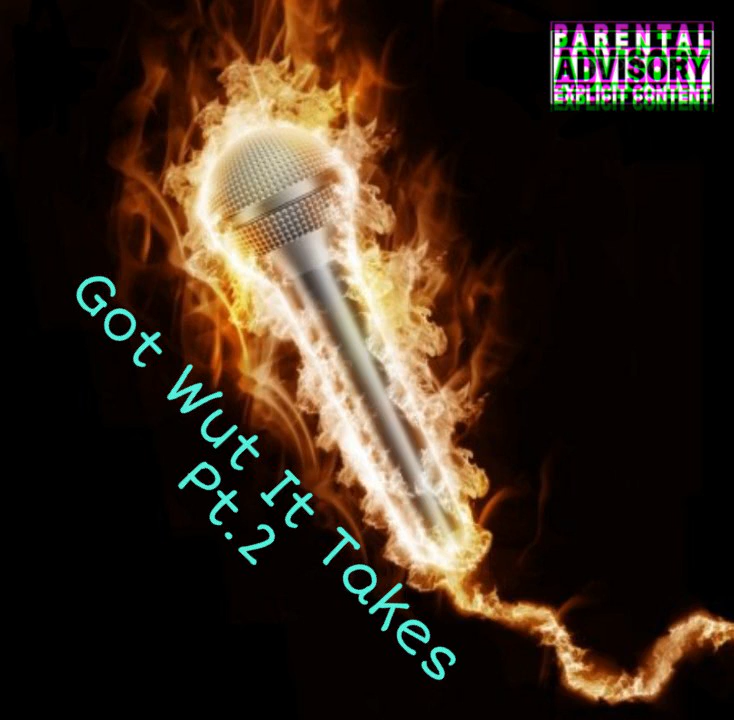 PARENTAL
ADVISORY
EXPLICIT CONTENT
Got Wut It Takes
Pt.2